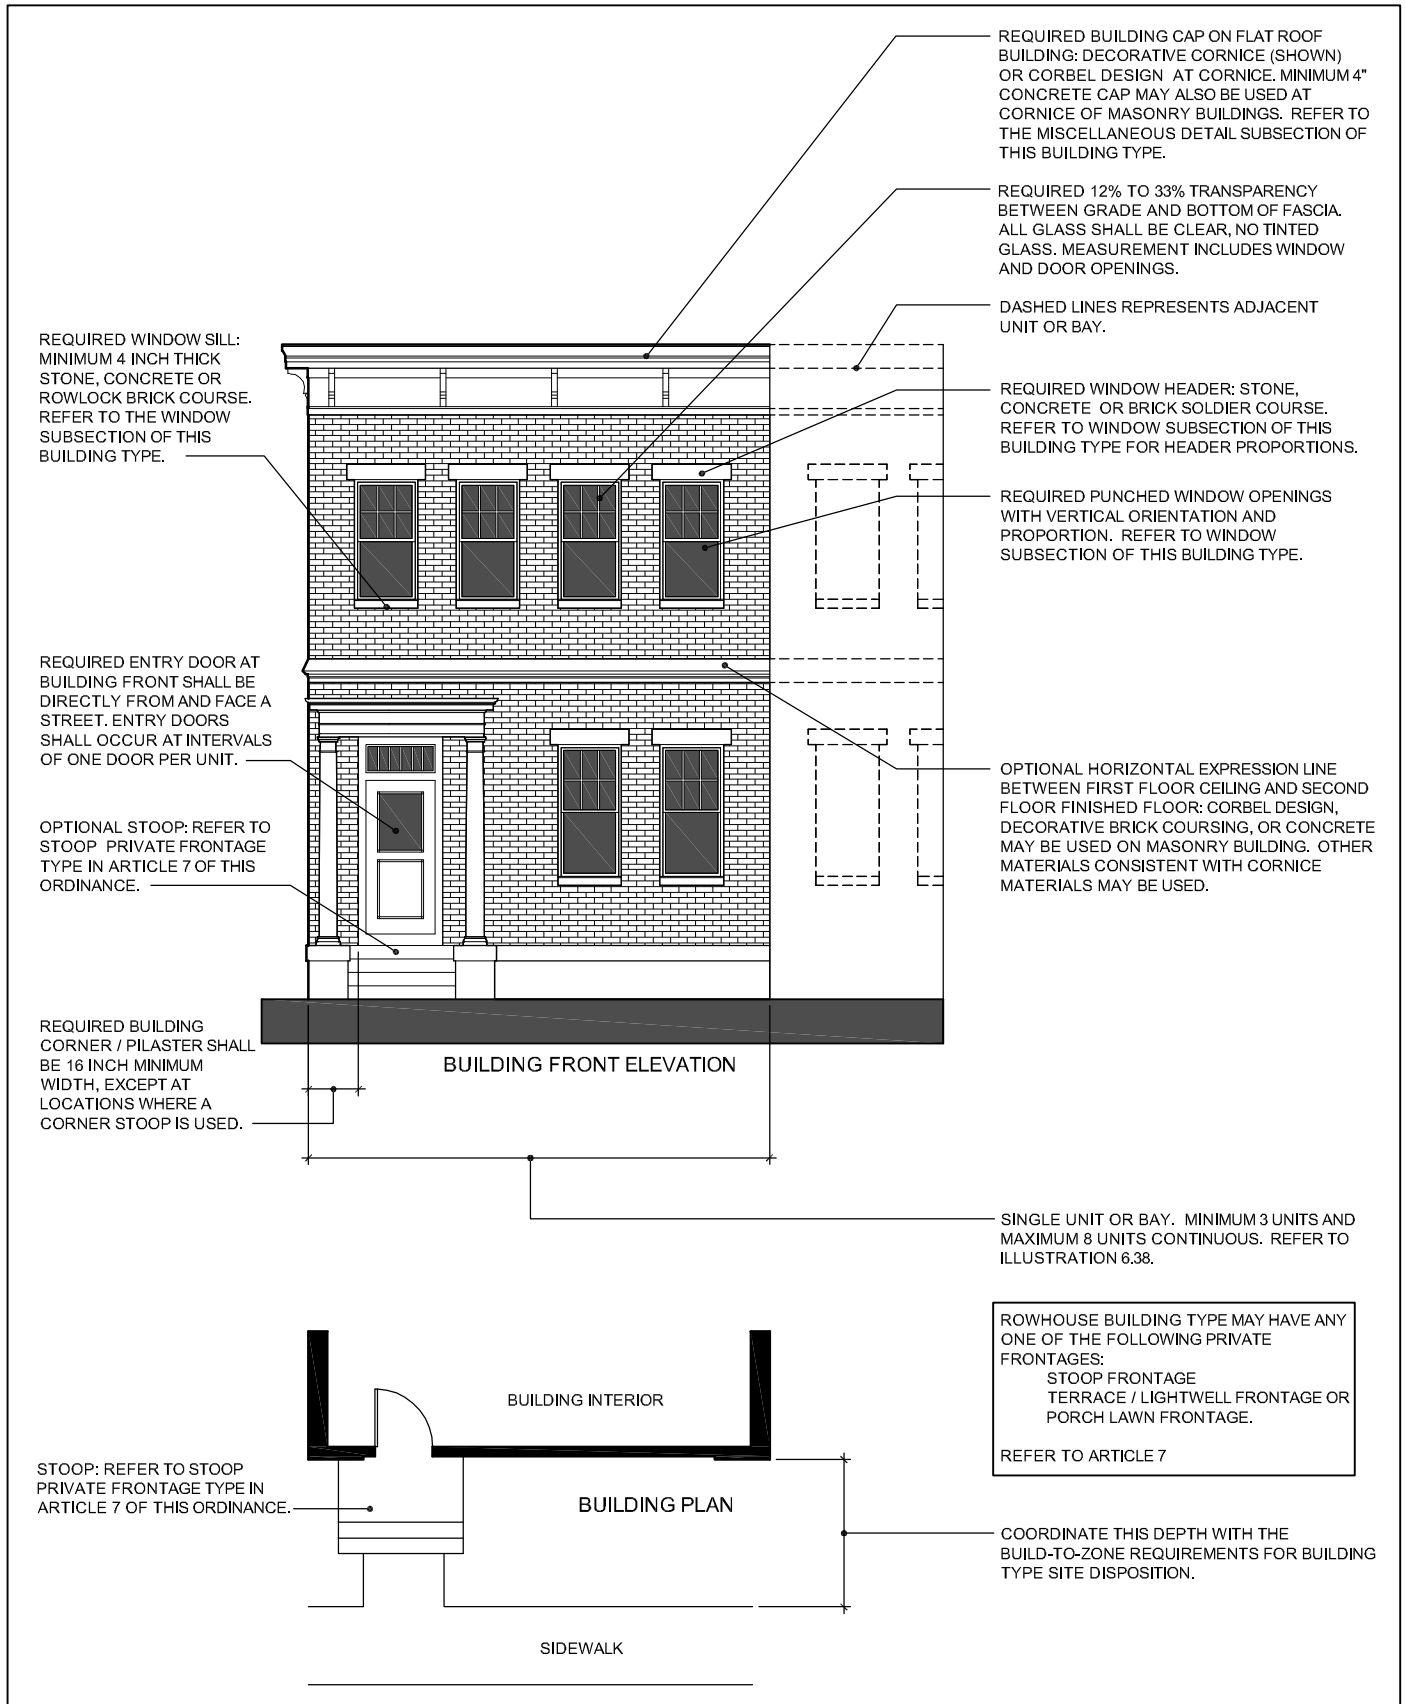 REQUIRED BUILDING CAP ON FLAT ROOF
BUILDING: DECORATIVE CORNICE (SHOWN)
OR CORBEL DESIGN AT CORNICE. MINIMUM 4"
CONCRETE CAP MAY ALSO BE USED AT
CORNICE OF MASONRY BUILDINGS. REFER TO
THE MISCELLANEOUS DETAIL SUBSECTION OF
THIS BUILDING TYPE.
REQUIRED 12% TO 33% TRANSPARENCY
BETWEEN GRADE AND BOTTOM OF FASCIA.
ALL GLASS SHALL BE CLEAR, NO TINTED
GLASS. MEASUREMENT INCLUDES WINDOW
AND DOOR OPENINGS.
DASHED LINES REPRESENTS ADJACENT
UNIT OR BAY.
REQUIRED WINDOW SILL:
MINIMUM 4 INCH THICK
STONE, CONCRETE OR
ROWLOCK BRICK COURSE.
REFER TO THE WINDOW
SUBSECTION OF THIS
BUILDING TYPE.
REQUIRED WINDOW HEADER: STONE,
CONCRETE OR BRICK SOLDIER COURSE.
REFER TO WINDOW SUBSECTION OF THIS
BUILDING TYPE FOR HEADER PROPORTIONS.
REQUIRED PUNCHED WINDOW OPENINGS
WITH VERTICAL ORIENTATION AND
PROPORTION. REFER TO WINDOW
SUBSECTION OF THIS BUILDING TYPE.
REQUIRED ENTRY DOOR AT
BUILDING FRONT SHALL BE
DIRECTLY FROM AND FACE A
STREET. ENTRY DOORS
SHALL OCCUR AT INTERVALS
OF ONE DOOR PER UNIT.
OPTIONAL HORIZONTAL EXPRESSION LINE
BETWEEN FIRST FLOOR CEILING AND SECOND
FLOOR FINISHED FLOOR: CORBEL DESIGN,
DECORATIVE BRICK COURSING, OR CONCRETE
MAY BE USED ON MASONRY BUILDING. OTHER
MATERIALS CONSISTENT WITH CORNICE
MATERIALS MAY BE USED.
OPTIONAL STOOP: REFER TO
STOOP PRIVATE FRONTAGE
TYPE IN ARTICLE 7 OF THIS
ORDINANCE.
REQUIRED BUILDING
CORNER / PILASTER SHALL
BE 16 INCH MINIMUM
WIDTH, EXCEPT AT
LOCATIONS WHERE A
CORNER STOOP IS USED.
BUILDING FRONT ELEVATION
SINGLE UNIT OR BAY. MINIMUM 3 UNITS AND
MAXIMUM 8 UNITS CONTINUOUS. REFER TO
ILLUSTRATION 6.38.
ROWHOUSE BUILDING TYPE MAY HAVE ANY
ONE OF THE FOLLOWING PRIVATE
FRONTAGES:
STOOP FRONTAGE
TERRACE / LIGHTWELL FRONTAGE OR
PORCH LAWN FRONTAGE.
REFER TO ARTICLE 7
BUILDING INTERIOR
STOOP: REFER TO STOOP
PRIVATE FRONTAGE TYPE IN
ARTICLE 7 OF THIS ORDINANCE.
BUILDING PLAN
COORDINATE THIS DEPTH WITH THE
BUILD-TO-ZONE REQUIREMENTS FOR BUILDING
TYPE SITE DISPOSITION.
SIDEWALK